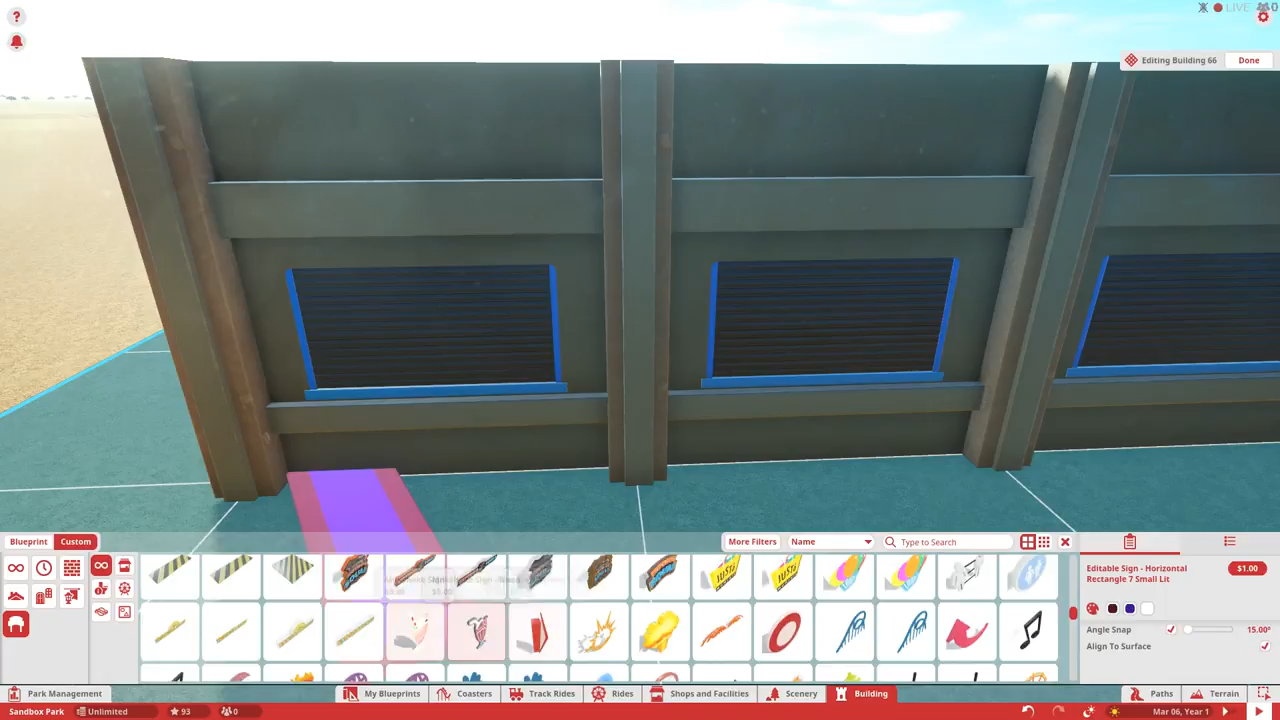 ?
LIVE 0
Editing Building 66 Done
Blueprint Custom
More Filters Name Type to Search
Editable Sign - Horizontal
Rectangle 7 Small Lit
$1.00
Angle Snap 15.00°
Align To Surface
Park Management My Blueprints Coasters Track Rides Rides Shops and Facilities Scenery Building Paths Terrain
Sandbox Park Unlimited 93 0 Mar 06, Year 1